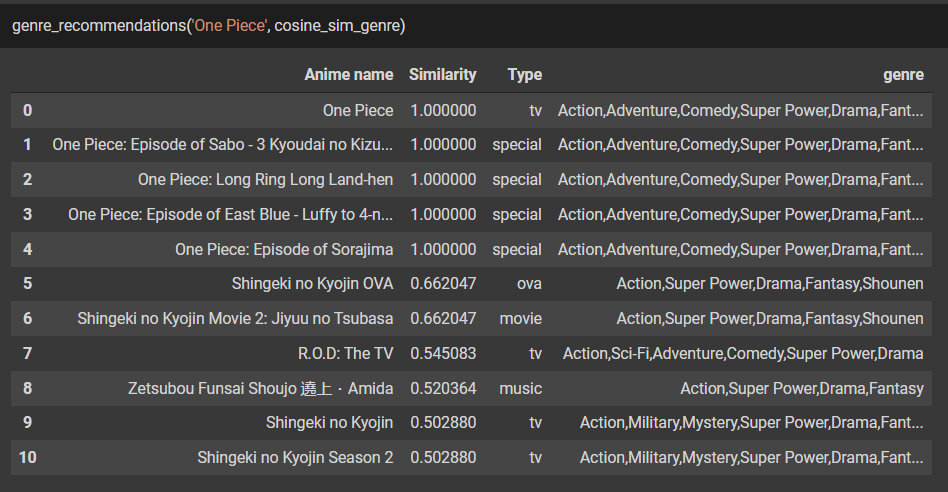 genre_recommendations('One Piece', cosine_sim_genre)
Anime name Similarity Type genre
0 One Piece 1.000000 tv Action,Adventure,Comedy,Super Power,Drama,Fant...
1 One Piece: Episode of Sabo - 3 Kyoudai no Kizu... 1.000000 special Action,Adventure,Comedy,Super Power,Drama,Fant...
2 One Piece: Long Ring Long Land-hen 1.000000 special Action,Adventure,Comedy,Super Power,Drama,Fant...
3 One Piece: Episode of East Blue - Luffy to 4-n... 1.000000 special Action,Adventure,Comedy,Super Power,Drama,Fant...
4 One Piece: Episode of Sorajima 1.000000 special Action,Adventure,Comedy,Super Power,Drama,Fant...
5 Shingeki no Kyojin OVA 0.662047 ova Action,Super Power,Drama,Fantasy,Shounen
6 Shingeki no Kyojin Movie 2: Jiyuu no Tsubasa 0.662047 movie Action,Super Power,Drama,Fantasy,Shounen
7 R.O.D: The TV 0.545083 tv Action,Sci-Fi,Adventure,Comedy,Super Power,Drama
8 Zetsubou Funsai Shoujo 遶上・Amida 0.520364 music Action,Super Power,Drama,Fantasy
9 Shingeki no Kyojin 0.502880 tv Action,Military,Mystery,Super Power,Drama,Fant...
10 Shingeki no Kyojin Season 2 0.502880 tv Action,Military,Mystery,Super Power,Drama,Fant...